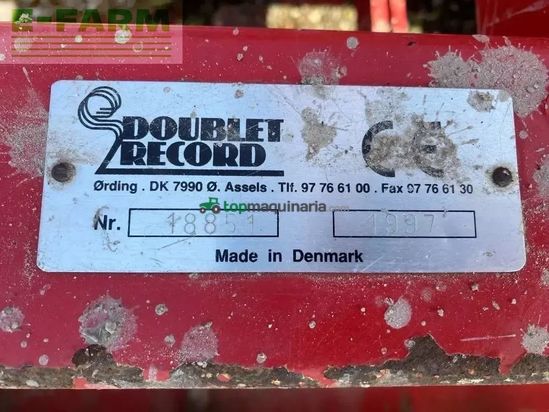 E-FARM
DOUBLET
RECORD
CE
Ørding . DK 7990 Ø. Assels . Tlf. 97 76 61 00 . Fax 97 76 61 30
topmaquinaria.com
Nr. 18851 1997
Made in Denmark